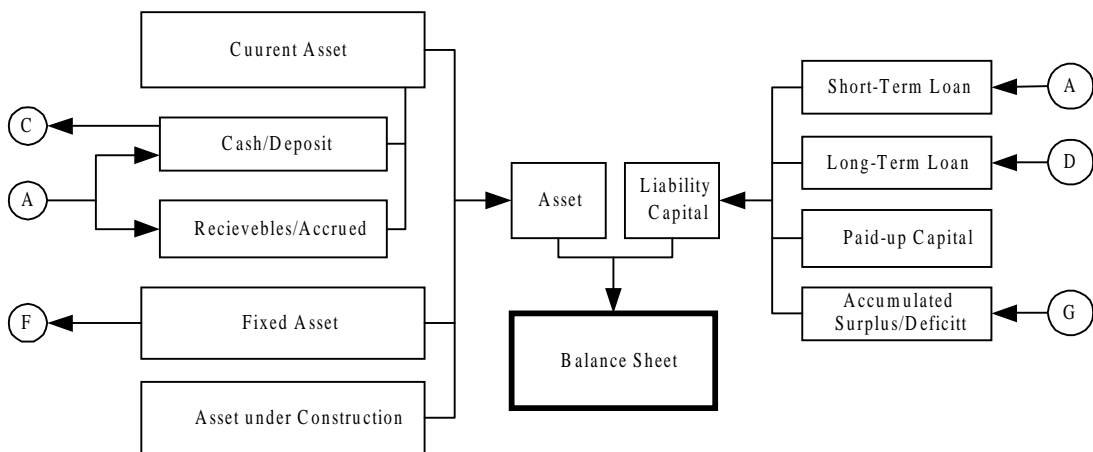 Cuurent Asset
C
Cash/Deposit
A
Recievebles/Accrued
F
Fixed Asset
Asset under Construction
Asset
Liability
Capital
Balance Sheet
Short-Term Loan
A
Long-Term Loan
D
Paid-up Capital
Accumulated
Surplus/Deficitt
G